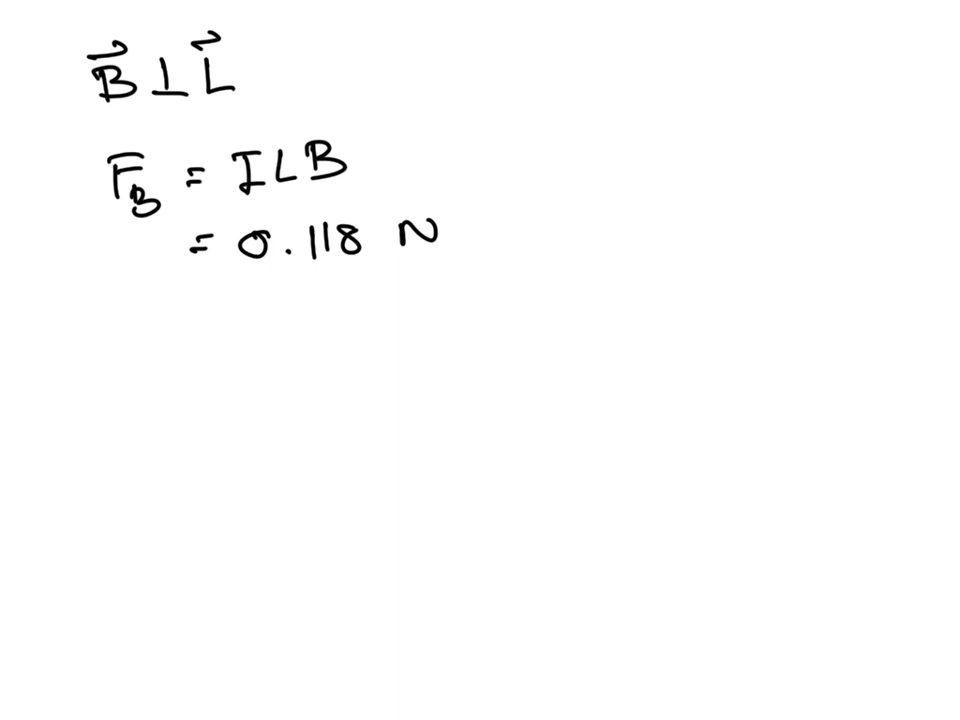 B⃗ ⊥ L⃗
F_B = ILB
= 0.118 N